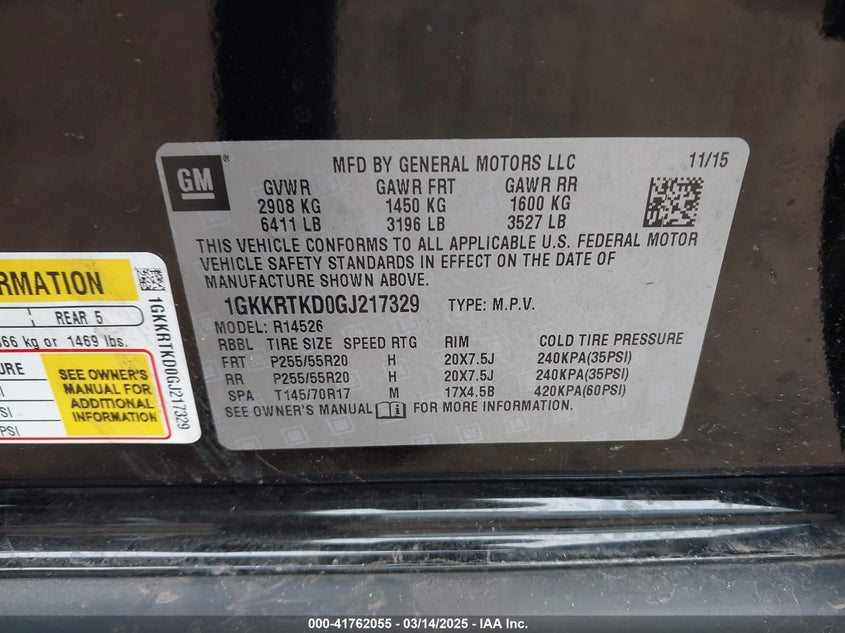 GM®
MFD BY GENERAL MOTORS LLC 11/15
GVWR GAWR FRT GAWR RR
2908 KG 1450 KG 1600 KG
6411 LB 3196 LB 3527 LB
THIS VEHICLE CONFORMS TO ALL APPLICABLE U.S. FEDERAL MOTOR
VEHICLE SAFETY STANDARDS IN EFFECT ON THE DATE OF
MANUFACTURE SHOWN ABOVE.
1GKKRTKD0GJ217329 TYPE: M.P.V.
MODEL: R14526
RBBL TIRE SIZE SPEED RTG RIM COLD TIRE PRESSURE
FRT P255/55R20 H 20X7.5J 240KPA(35PSI)
RR P255/55R20 H 20X7.5J 240KPA(35PSI)
SPA T145/70R17 M 17X4.5B 420KPA(60PSI)
SEE OWNER'S MANUAL FOR MORE INFORMATION.
REAR 5
kg or 1469 lbs.
SEE OWNER'S
MANUAL FOR
ADDITIONAL
INFORMATION
PSI
1GKKRTKD0GJ217329
000-41762055 - 03/14/2025 - IAA Inc.